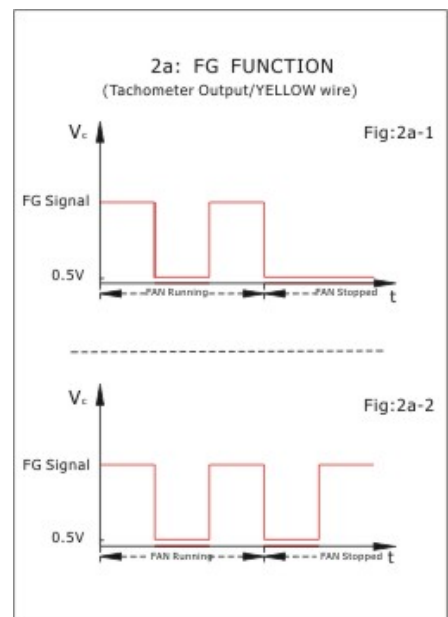 2a: FG FUNCTION
(Tachometer Output/YELLOW wire)
Vc
Fig:2a-1
FG Signal
0.5V
FAN Running
FAN Stopped
t
Vc
Fig:2a-2
FG Signal
0.5V
FAN Running
FAN Stopped
t